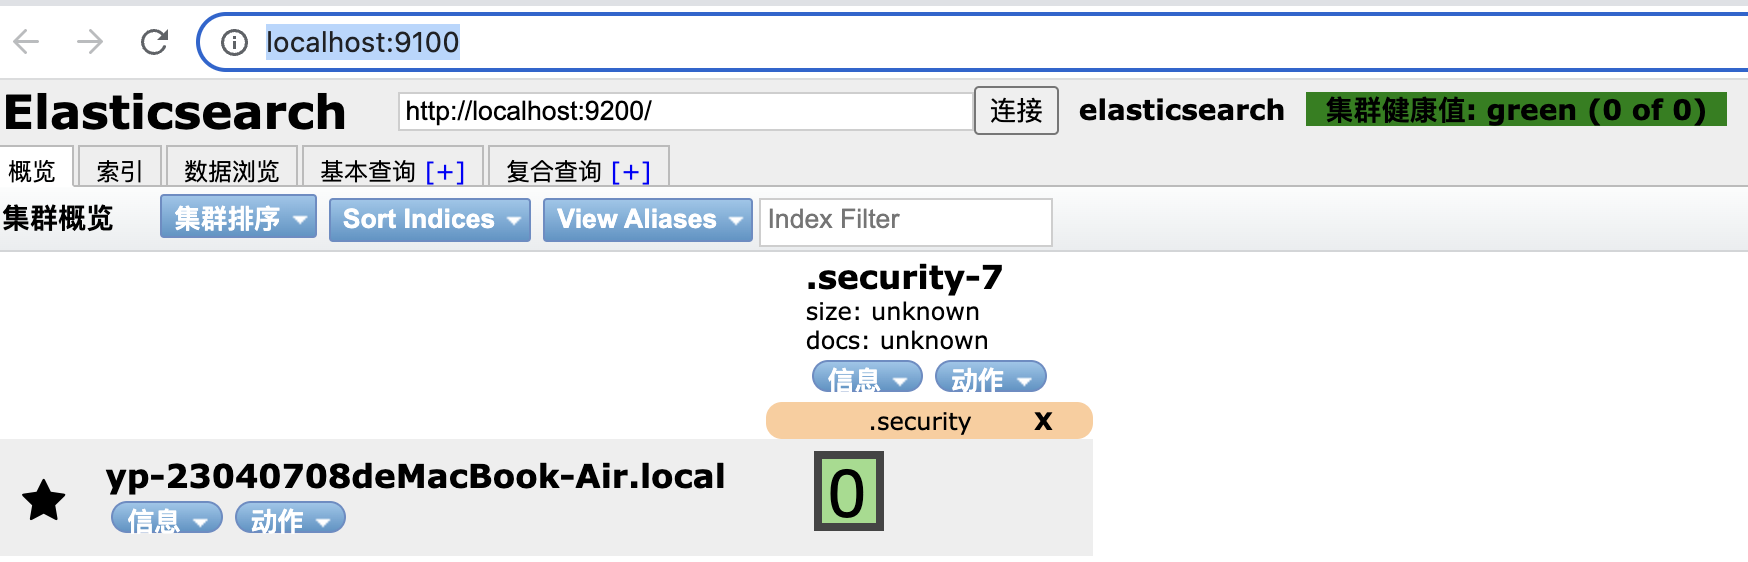 localhost:9100
Elasticsearch http://localhost:9200/ 连接 elasticsearch 集群健康值: green (0 of 0)
概览 索引 数据浏览 基本查询 [+] 复合查询 [+]
集群概览 集群排序 Sort Indices View Aliases Index Filter
.security-7
size: unknown
docs: unknown
信息 动作
.security X
yp-23040708deMacBook-Air.local 0
信息 动作